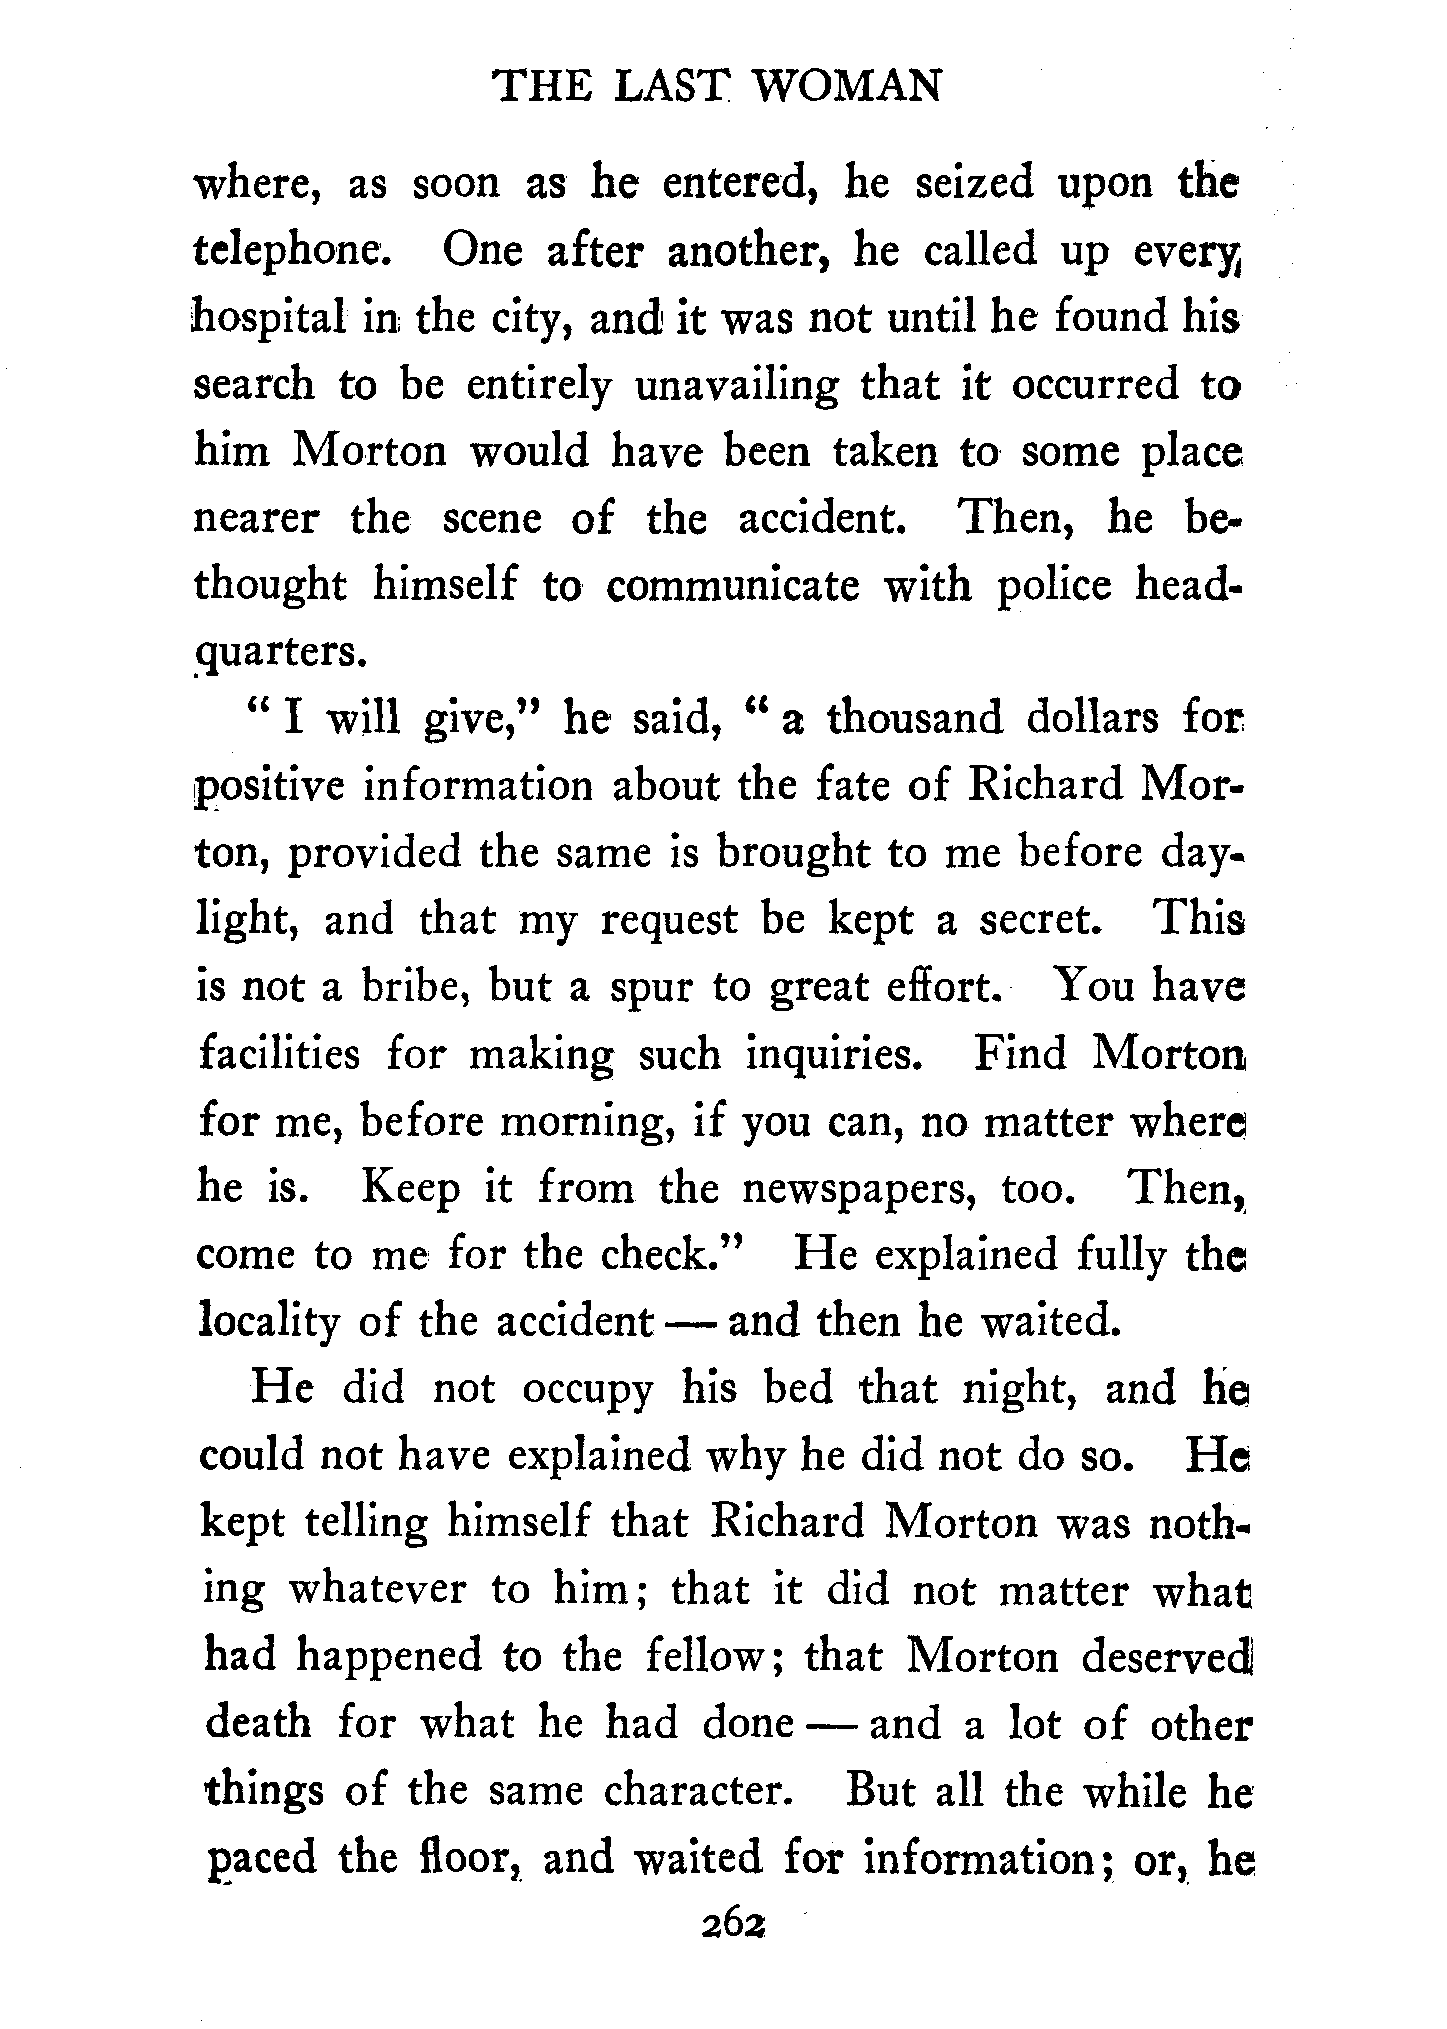 THE LAST WOMAN
where, as soon as he entered, he seized upon the
telephone. One after another, he called up every
hospital in the city, and it was not until he found his
search to be entirely unavailing that it occurred to
him Morton would have been taken to some place
nearer the scene of the accident. Then, he be-
thought himself to communicate with police head-
quarters.
" I will give," he said, " a thousand dollars for
positive information about the fate of Richard Mor-
ton, provided the same is brought to me before day-
light, and that my request be kept a secret. This
is not a bribe, but a spur to great effort. You have
facilities for making such inquiries. Find Morton
for me, before morning, if you can, no matter where
he is. Keep it from the newspapers, too. Then,
come to me for the check." He explained fully the
locality of the accident — and then he waited.
He did not occupy his bed that night, and he
could not have explained why he did not do so. He
kept telling himself that Richard Morton was noth-
ing whatever to him; that it did not matter what
had happened to the fellow; that Morton deserved
death for what he had done — and a lot of other
things of the same character. But all the while he
paced the floor, and waited for information; or, he
262